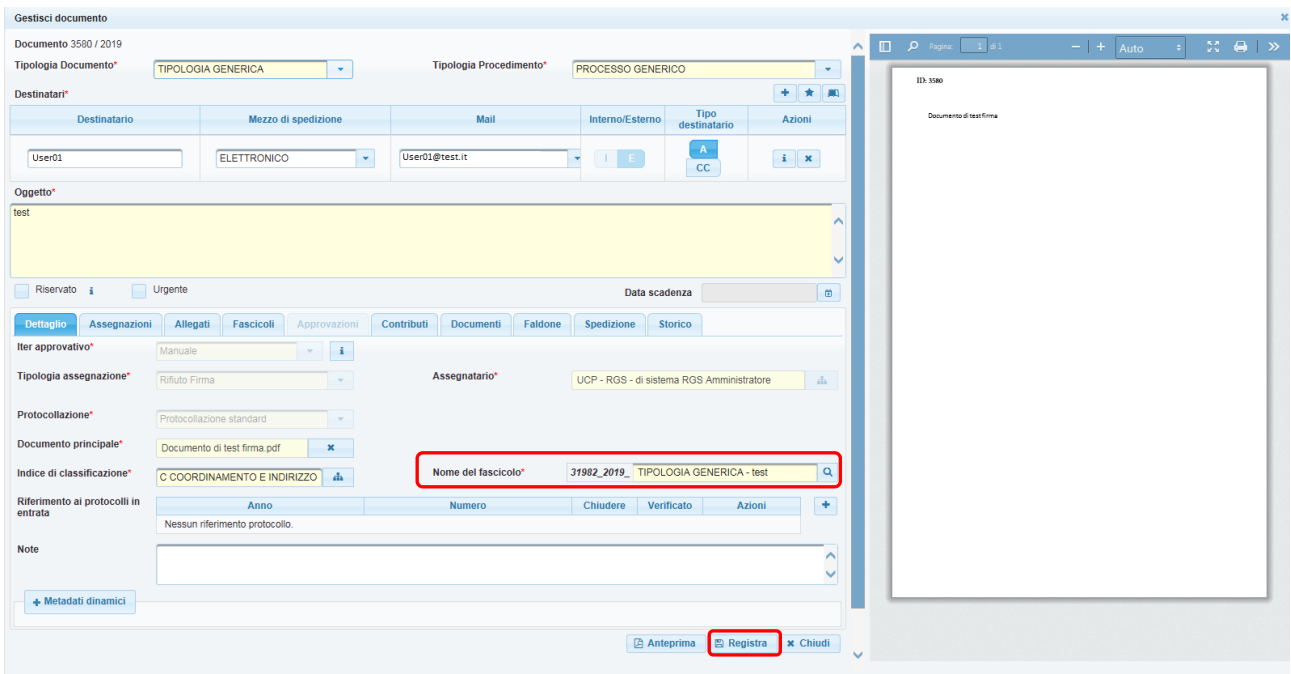 Gestisci documento
Documento 3580 / 2019
Tipologia Documento* TIPOLOGIA GENERICA Tipologia Procedimento* PROCESSO GENERICO
Destinatari*
Destinatario Mezzo di spedizione Mail Interno/Esterno Tipo destinatario Azioni
User01 ELETTRONICO User01@test.it I E A CC
Oggetto*
test
Riservato Urgente Data scadenza
Dettaglio Assegnazioni Allegati Fascicoli Approvazioni Contributi Documenti Faldone Spedizione Storico
Iter approvativo* Manuale
Tipologia assegnazione* Rifiuto Firma Assegnatario* UCP - RGS - di sistema RGS Amministratore
Protocollazione* Protocollazione standard
Documento principale* Documento di test firma.pdf
Indice di classificazione* C COORDINAMENTO E INDIRIZZO Nome del fascicolo* 31982_2019_ TIPOLOGIA GENERICA - test
Riferimento ai protocolli in entrata
Anno Numero Chiudere Verificato Azioni
Nessun riferimento protocollo.
Note
Metadati dinamici
Anteprima Registra Chiudi
Pagina: 1 di 1 Auto
ID: 3580
Documento di test firma